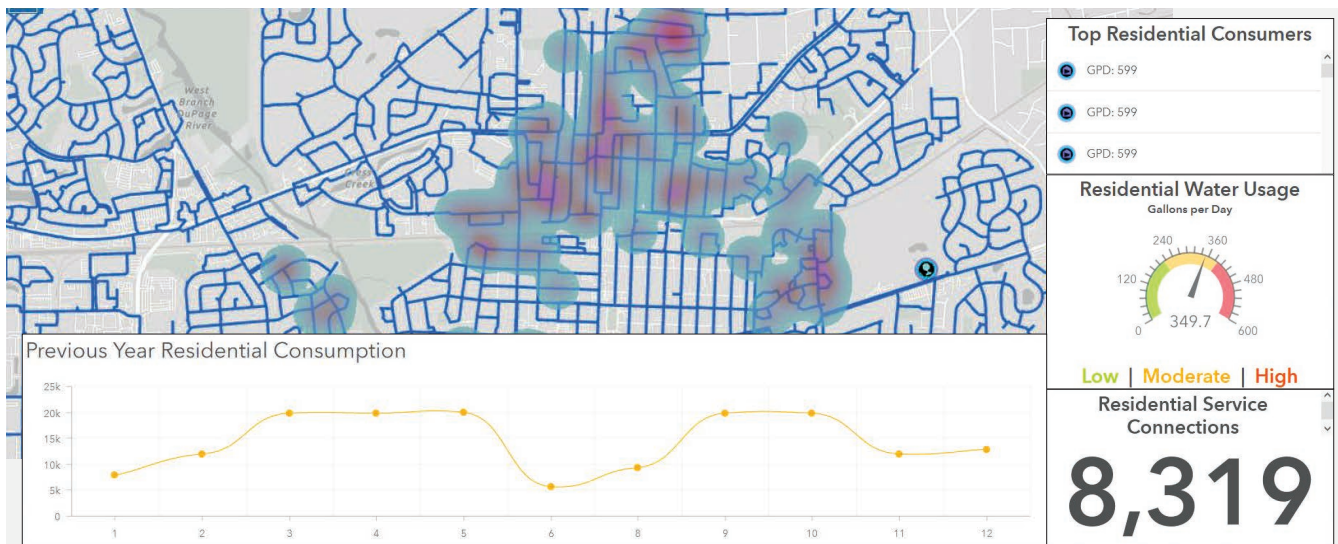 West
Branch
DuPage
River
Cress
Creek
Top Residential Consumers
GPD: 599
GPD: 599
GPD: 599
Residential Water Usage
Gallons per Day
240
360
120
480
0
600
349.7
Low | Moderate | High
Residential Service
Connections
8,319
Previous Year Residential Consumption
25k
20k
15k
10k
5k
0
1
2
3
4
5
6
8
9
10
11
12